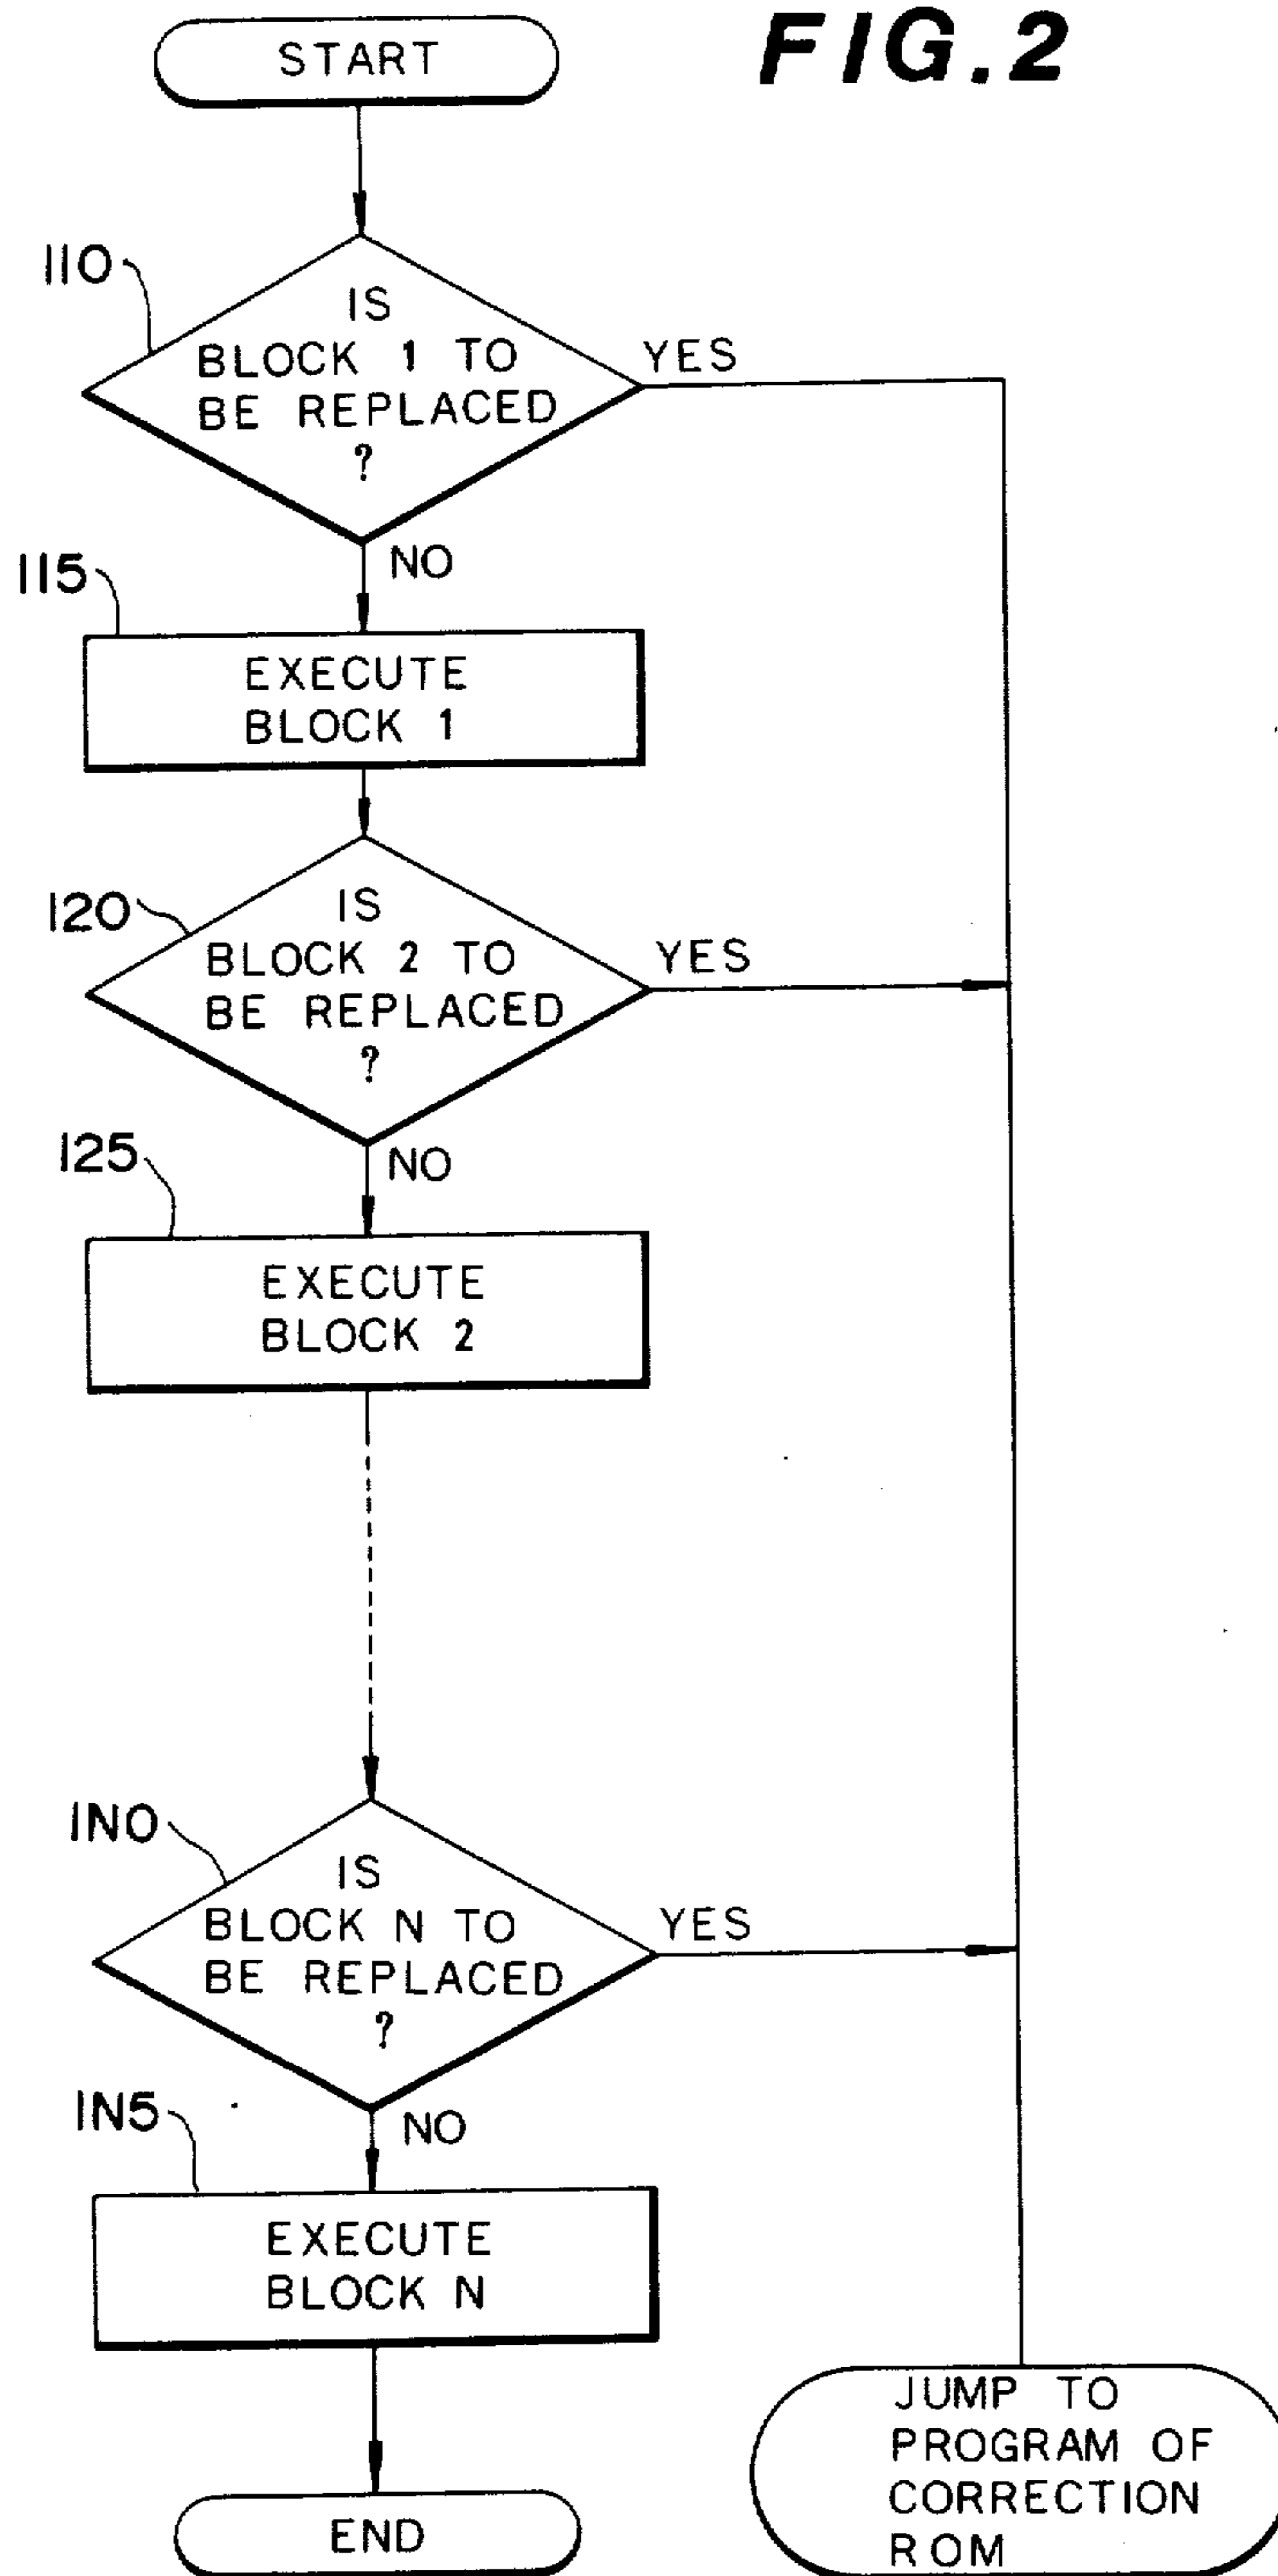 FIG.2
START
110
IS
BLOCK 1 TO
BE REPLACED
?
YES
NO
115
EXECUTE
BLOCK 1
120
IS
BLOCK 2 TO
BE REPLACED
?
YES
NO
125
EXECUTE
BLOCK 2
1N0
IS
BLOCK N TO
BE REPLACED
?
YES
NO
1N5
EXECUTE
BLOCK N
END
JUMP TO
PROGRAM OF
CORRECTION
ROM